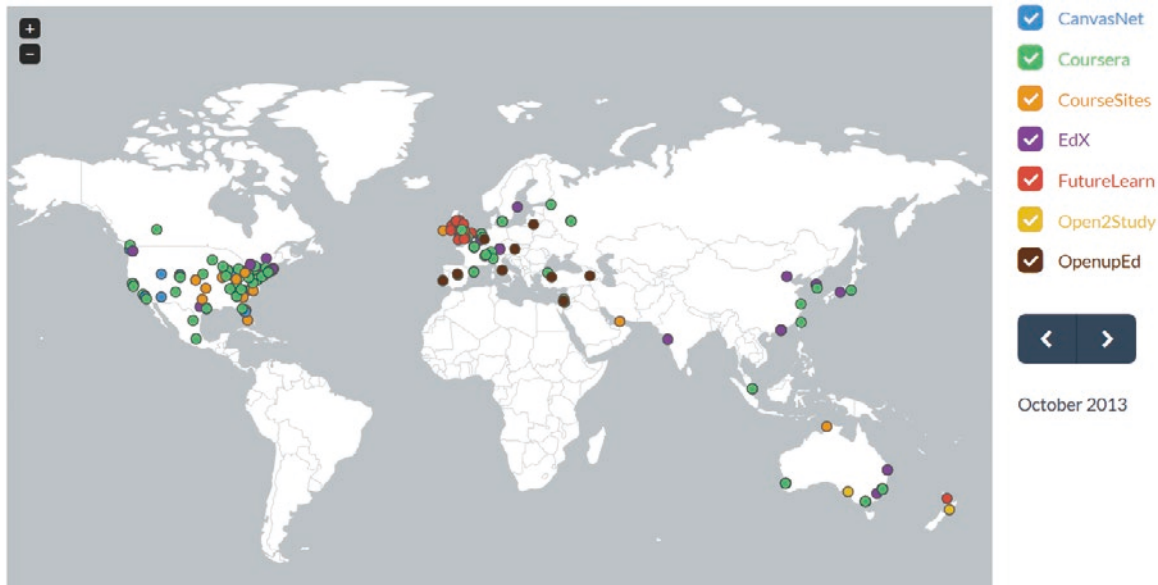 +
−
CanvasNet
Coursera
CourseSites
EdX
FutureLearn
Open2Study
OpenupEd
October 2013